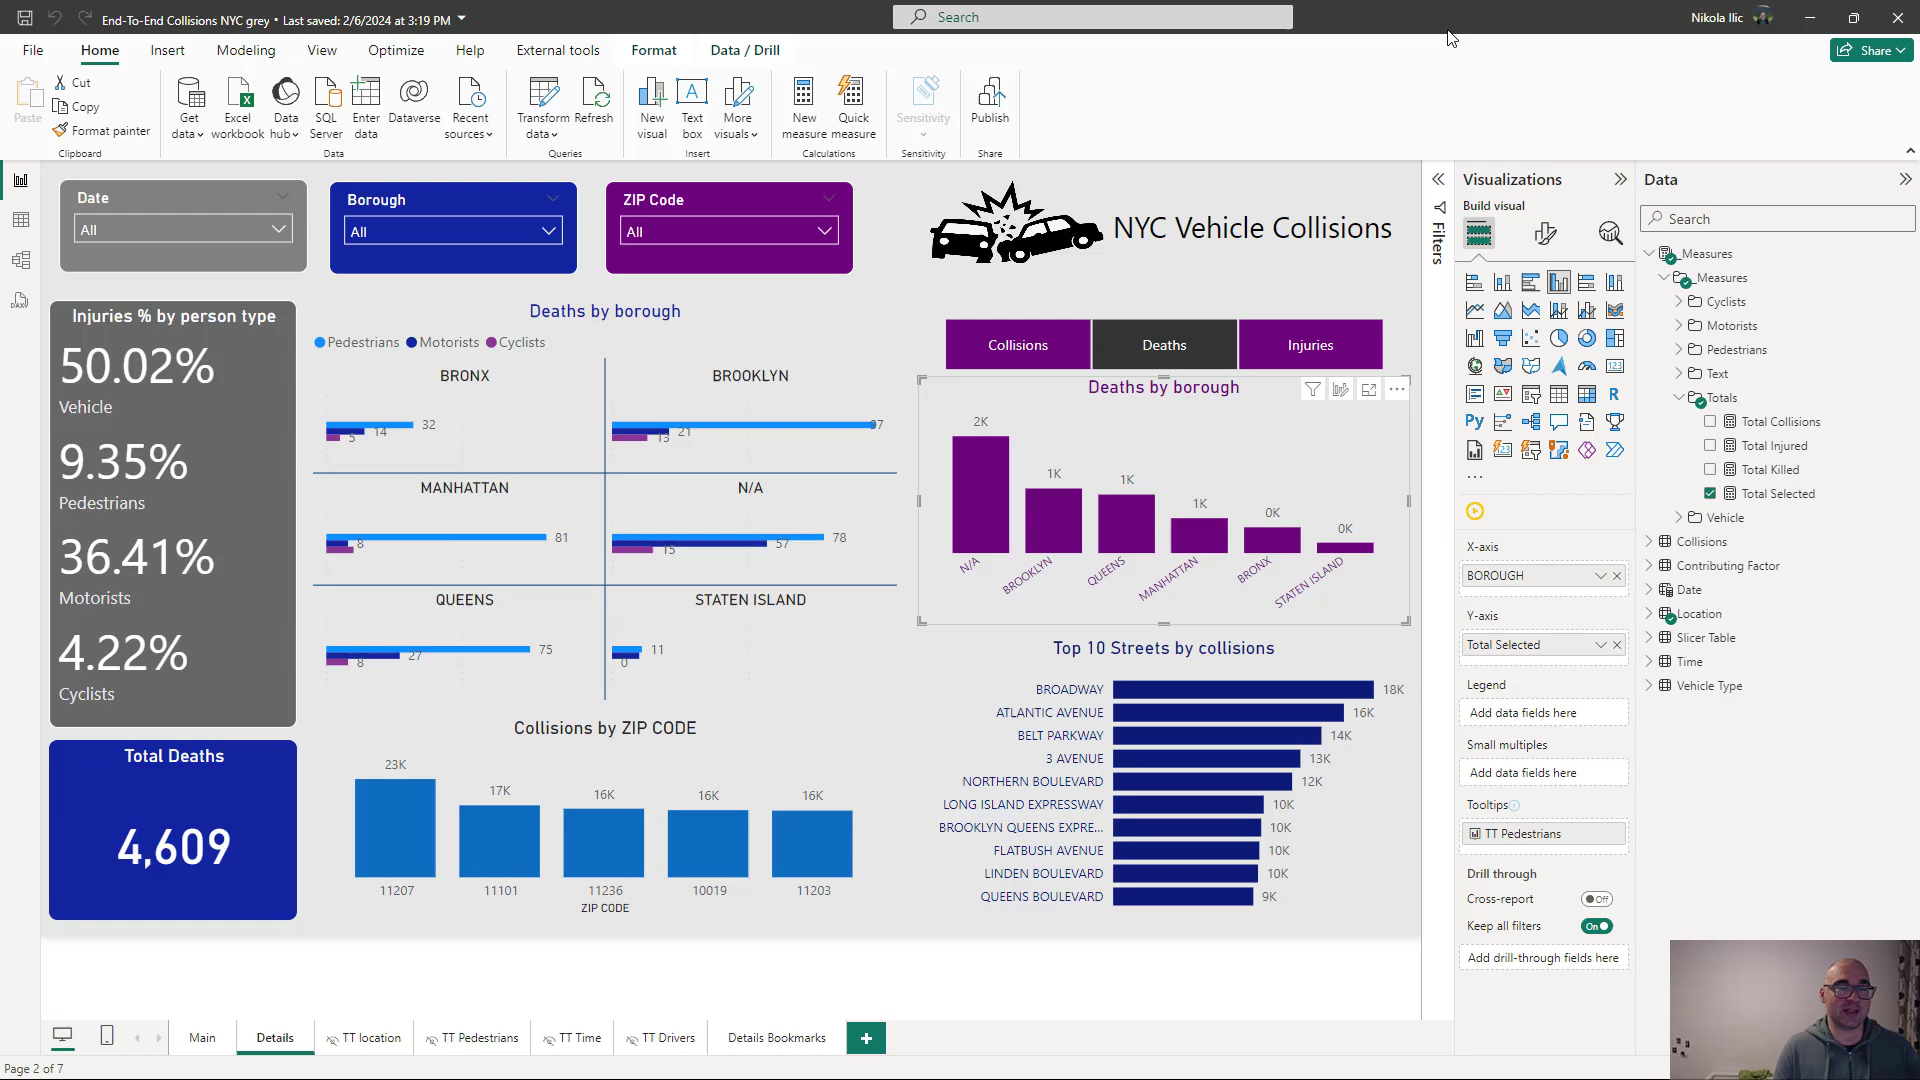 End-To-End Collisions NYC grey • Last saved: 2/6/2024 at 3:19 PM
Search
Nikola Ilic
File Home Insert Modeling View Optimize Help External tools Format Data / Drill
Share
Paste
Cut
Copy
Format painter
Clipboard
Get data
Excel workbook
Data hub
SQL Server
Enter data
Dataverse
Recent sources
Data
Transform data
Refresh
Queries
New visual
Text box
More visuals
Insert
New measure
Quick measure
Calculations
Sensitivity
Sensitivity
Publish
Share
Date
All
Borough
All
ZIP Code
All
NYC Vehicle Collisions
Injuries % by person type
50.02%
Vehicle
9.35%
Pedestrians
36.41%
Motorists
4.22%
Cyclists
Total Deaths
4,609
Deaths by borough
Pedestrians Motorists Cyclists
BRONX
32
14
5
BROOKLYN
97
21
13
MANHATTAN
81
8
N/A
78
57
15
QUEENS
75
27
8
STATEN ISLAND
11
0
Collisions by ZIP CODE
23K 17K 16K 16K 16K
11207 11101 11236 10019 11203
ZIP CODE
Collisions Deaths Injuries
Deaths by borough
2K 1K 1K 1K 0K 0K
N/A BROOKLYN QUEENS MANHATTAN BRONX STATEN ISLAND
Top 10 Streets by collisions
BROADWAY 18K
ATLANTIC AVENUE 16K
BELT PARKWAY 14K
3 AVENUE 13K
NORTHERN BOULEVARD 12K
LONG ISLAND EXPRESSWAY 10K
BROOKLYN QUEENS EXPRE... 10K
FLATBUSH AVENUE 10K
LINDEN BOULEVARD 10K
QUEENS BOULEVARD 9K
Filters
Visualizations
Build visual
R
Py
123
...
X-axis
BOROUGH
Y-axis
Total Selected
Legend
Add data fields here
Small multiples
Add data fields here
Tooltips
TT Pedestrians
Drill through
Cross-report Off
Keep all filters On
Add drill-through fields here
Data
Search
_Measures
_Measures
Cyclists
Motorists
Pedestrians
Text
Totals
Total Collisions
Total Injured
Total Killed
Total Selected
Vehicle
Collisions
Contributing Factor
Date
Location
Slicer Table
Time
Vehicle Type
Main Details TT location TT Pedestrians TT Time TT Drivers Details Bookmarks +
Page 2 of 7